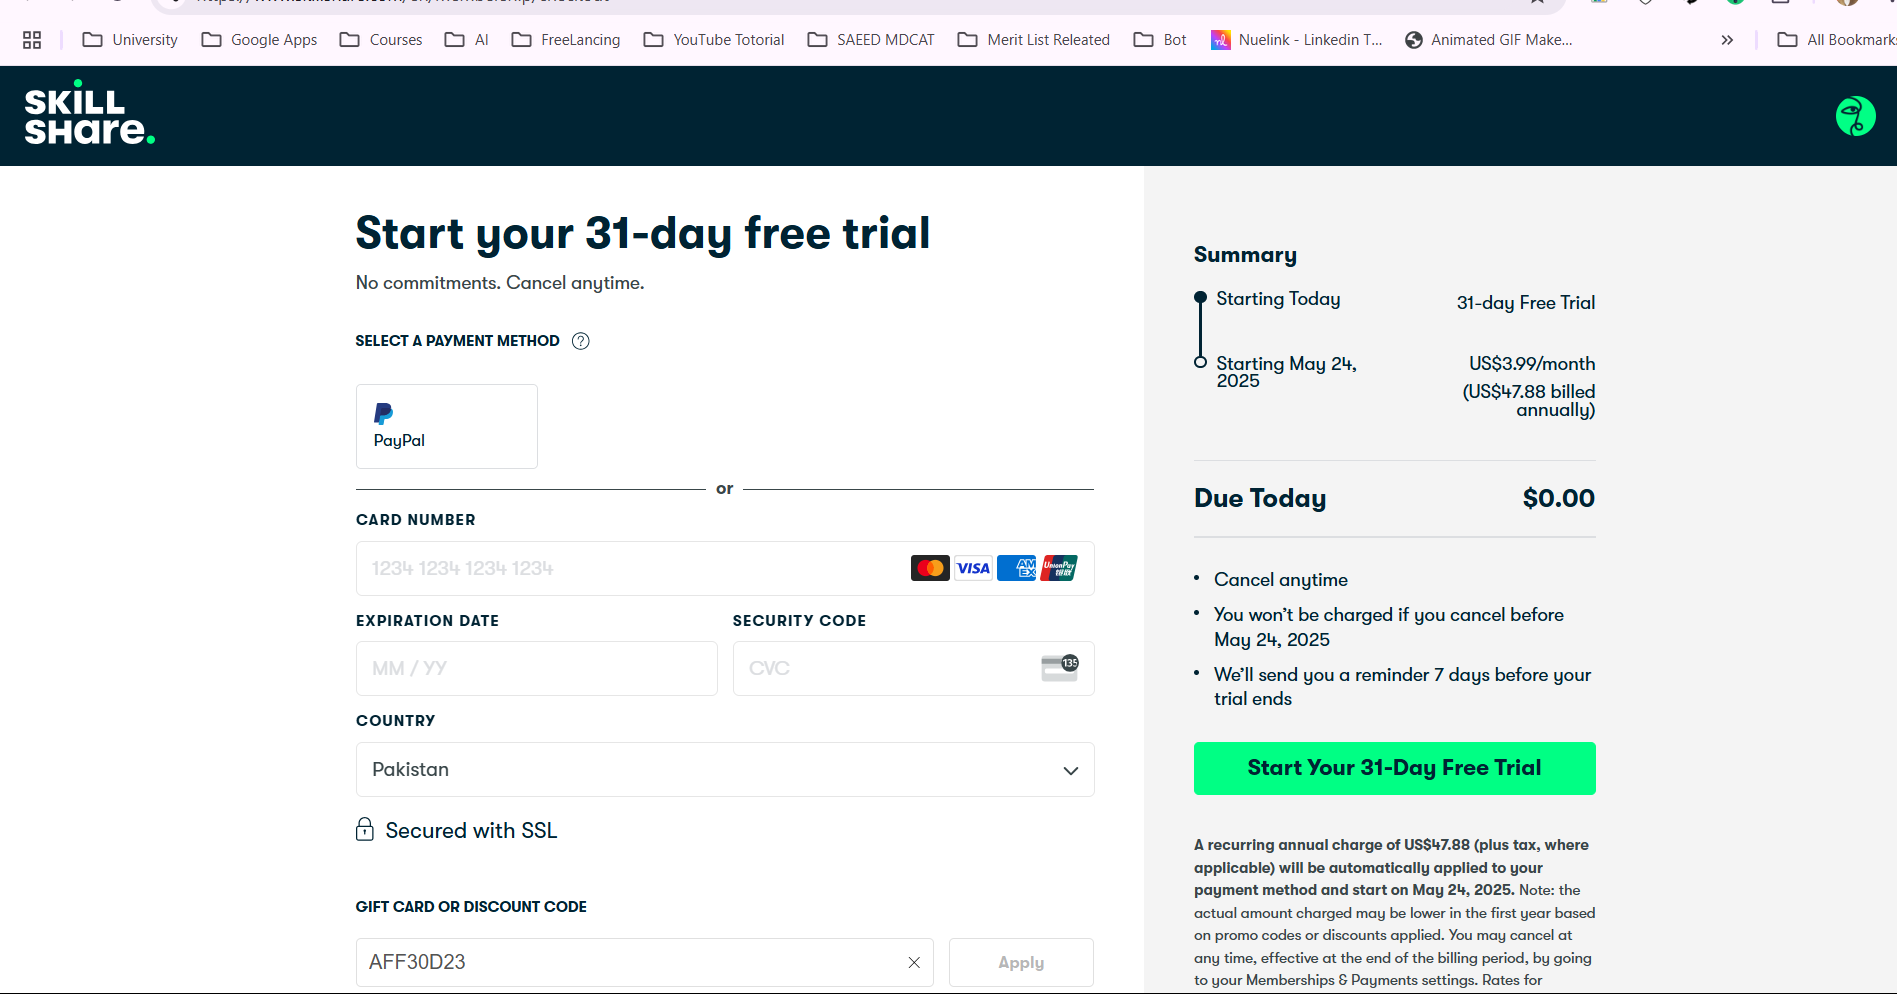 University
Google Apps
Courses
AI
FreeLancing
YouTube Totorial
SAEED MDCAT
Merit List Releated
Bot
Nuelink - Linkedin T...
Animated GIF Make...
All Bookmarks
SKILL
SHare.
Start your 31-day free trial
No commitments. Cancel anytime.
SELECT A PAYMENT METHOD ?
PayPal
or
CARD NUMBER
1234 1234 1234 1234
VISA
AM
EX
UnionPay
银联
EXPIRATION DATE
SECURITY CODE
MM / YY
CVC
135
COUNTRY
Pakistan
Secured with SSL
GIFT CARD OR DISCOUNT CODE
AFF30D23
Apply
Summary
Starting Today
31-day Free Trial
Starting May 24,
2025
US$3.99/month
(US$47.88 billed
annually)
Due Today
$0.00
• Cancel anytime
• You won’t be charged if you cancel before
May 24, 2025
• We’ll send you a reminder 7 days before your
trial ends
Start Your 31-Day Free Trial
A recurring annual charge of US$47.88 (plus tax, where
applicable) will be automatically applied to your
payment method and start on May 24, 2025. Note: the
actual amount charged may be lower in the first year based
on promo codes or discounts applied. You may cancel at
any time, effective at the end of the billing period, by going
to your Memberships & Payments settings. Rates for